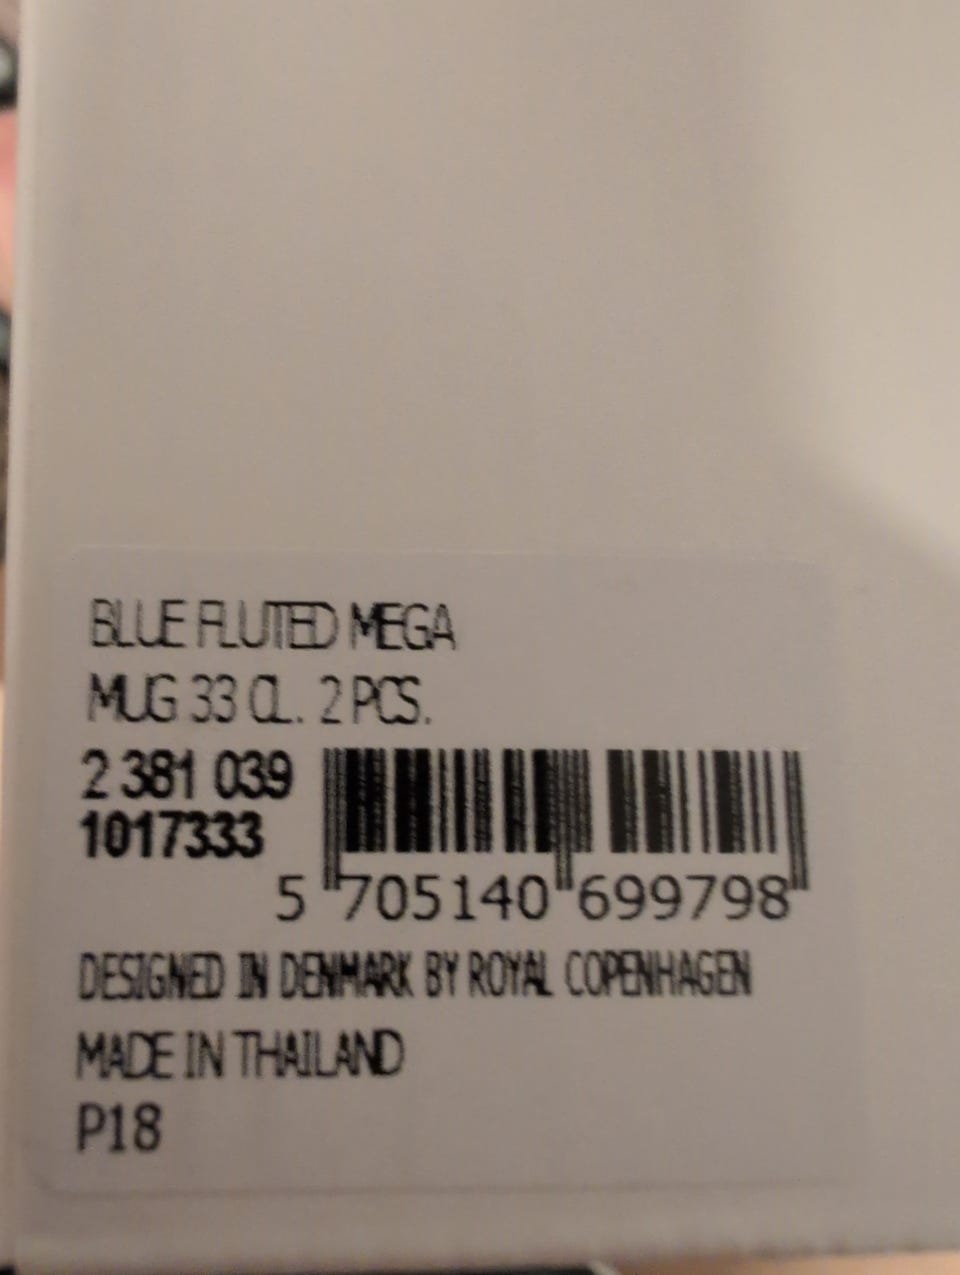 BLUE FLUTED MEGA
MUG 33 CL. 2 PCS.
2 381 039
1017333
5 705140 699798
DESIGNED IN DENMARK BY ROYAL COPENHAGEN
MADE IN THAILAND
P18